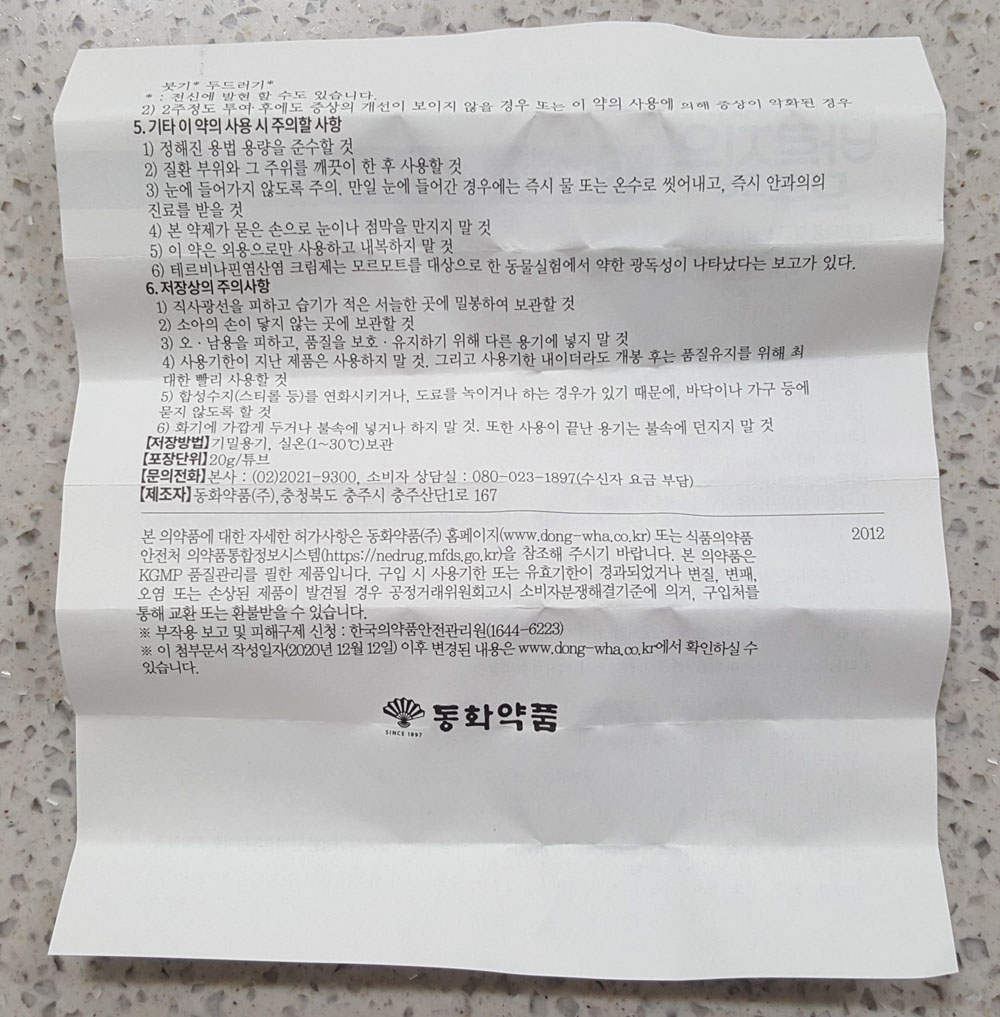 붓기* 두드러기*
* : 전신에 발현 할 수도 있습니다.
2) 2주정도 투여 후에도 증상의 개선이 보이지 않을 경우 또는 이 약의 사용에 의해 증상이 악화된 경우
5. 기타 이 약의 사용 시 주의할 사항
1) 정해진 용법 용량을 준수할 것
2) 질환 부위와 그 주위를 깨끗이 한 후 사용할 것
3) 눈에 들어가지 않도록 주의. 만일 눈에 들어간 경우에는 즉시 물 또는 온수로 씻어내고, 즉시 안과의의
진료를 받을 것
4) 본 약제가 묻은 손으로 눈이나 점막을 만지지 말 것
5) 이 약은 외용으로만 사용하고 내복하지 말 것
6) 테르비나핀염산염 크림제는 모르모트를 대상으로 한 동물실험에서 약한 광독성이 나타났다는 보고가 있다.
6. 저장상의 주의사항
1) 직사광선을 피하고 습기가 적은 서늘한 곳에 밀봉하여 보관할 것
2) 소아의 손이 닿지 않는 곳에 보관할 것
3) 오·남용을 피하고, 품질을 보호·유지하기 위해 다른 용기에 넣지 말 것
4) 사용기한이 지난 제품은 사용하지 말 것. 그리고 사용기한 내이더라도 개봉 후는 품질유지를 위해 최
대한 빨리 사용할 것
5) 합성수지(스티롤 등)를 연화시키거나, 도료를 녹이거나 하는 경우가 있기 때문에, 바닥이나 가구 등에
묻지 않도록 할 것
6) 화기에 가깝게 두거나 불속에 넣거나 하지 말 것. 또한 사용이 끝난 용기는 불속에 던지지 말 것
【저장방법】기밀용기, 실온(1~30℃)보관
【포장단위】20g/튜브
【문의전화】본사 : (02)2021-9300, 소비자 상담실 : 080-023-1897(수신자 요금 부담)
【제조자】동화약품(주), 충청북도 충주시 충주산단1로 167
본 의약품에 대한 자세한 허가사항은 동화약품(주) 홈페이지(www.dong-wha.co.kr) 또는 식품의약품 2012
안전처 의약품통합정보시스템(https://nedrug.mfds.go.kr)을 참조해 주시기 바랍니다. 본 의약품은
KGMP 품질관리를 필한 제품입니다. 구입 시 사용기한 또는 유효기한이 경과되었거나 변질, 변패,
오염 또는 손상된 제품이 발견될 경우 공정거래위원회고시 소비자분쟁해결기준에 의거, 구입처를
통해 교환 또는 환불받을 수 있습니다.
※ 부작용 보고 및 피해구제 신청 : 한국의약품안전관리원(1644-6223)
※ 이 첨부문서 작성일자(2020년 12월 12일) 이후 변경된 내용은 www.dong-wha.co.kr에서 확인하실 수
있습니다.
SINCE 1897 동화약품